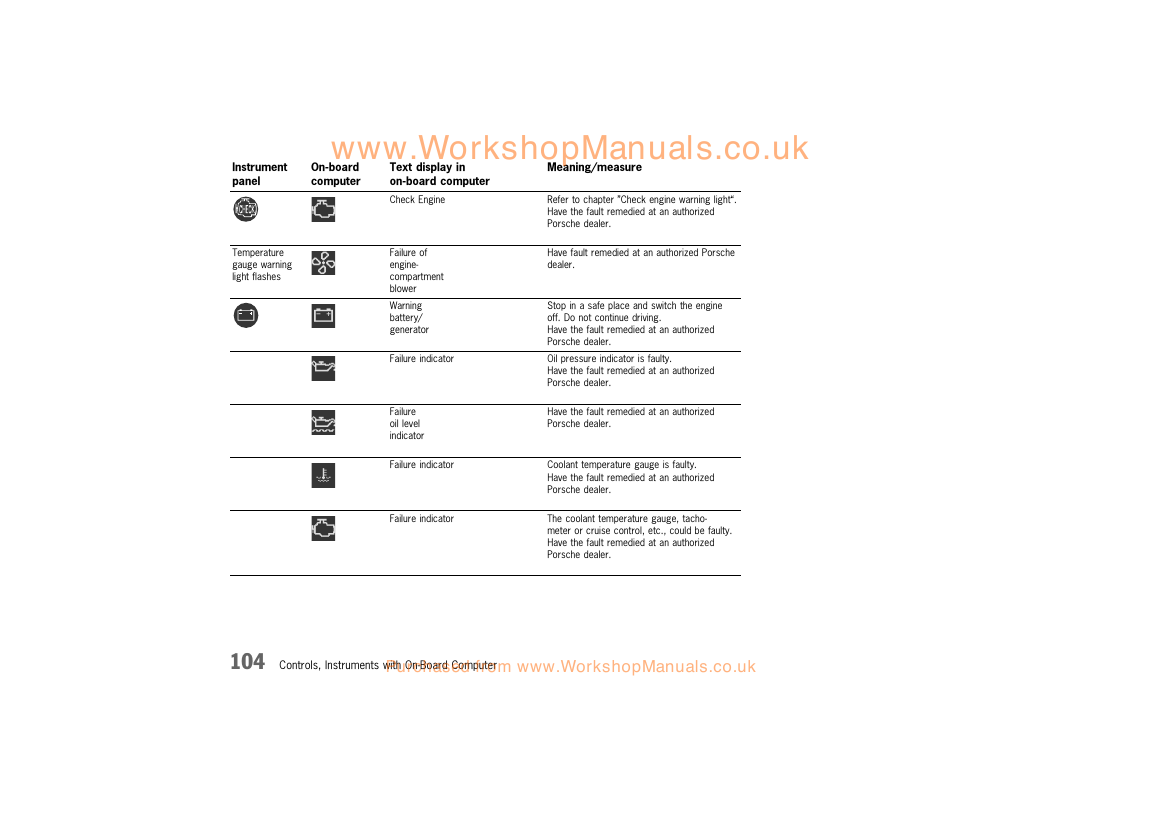 www.WorkshopManuals.co.uk
Instrument
panel
On-board
computer
Text display in
on-board computer
Meaning/measure
CHECK
Check Engine
Refer to chapter "Check engine warning light“.
Have the fault remedied at an authorized
Porsche dealer.
Temperature
gauge warning
light flashes
Failure of
engine-
compartment
blower
Have fault remedied at an authorized Porsche
dealer.
Warning
battery/
generator
Stop in a safe place and switch the engine
off. Do not continue driving.
Have the fault remedied at an authorized
Porsche dealer.
Failure indicator
Oil pressure indicator is faulty.
Have the fault remedied at an authorized
Porsche dealer.
Failure
oil level
indicator
Have the fault remedied at an authorized
Porsche dealer.
Failure indicator
Coolant temperature gauge is faulty.
Have the fault remedied at an authorized
Porsche dealer.
Failure indicator
The coolant temperature gauge, tacho-
meter or cruise control, etc., could be faulty.
Have the fault remedied at an authorized
Porsche dealer.
104 Controls, Instruments with On-Board Computer
Purchased from www.WorkshopManuals.co.uk